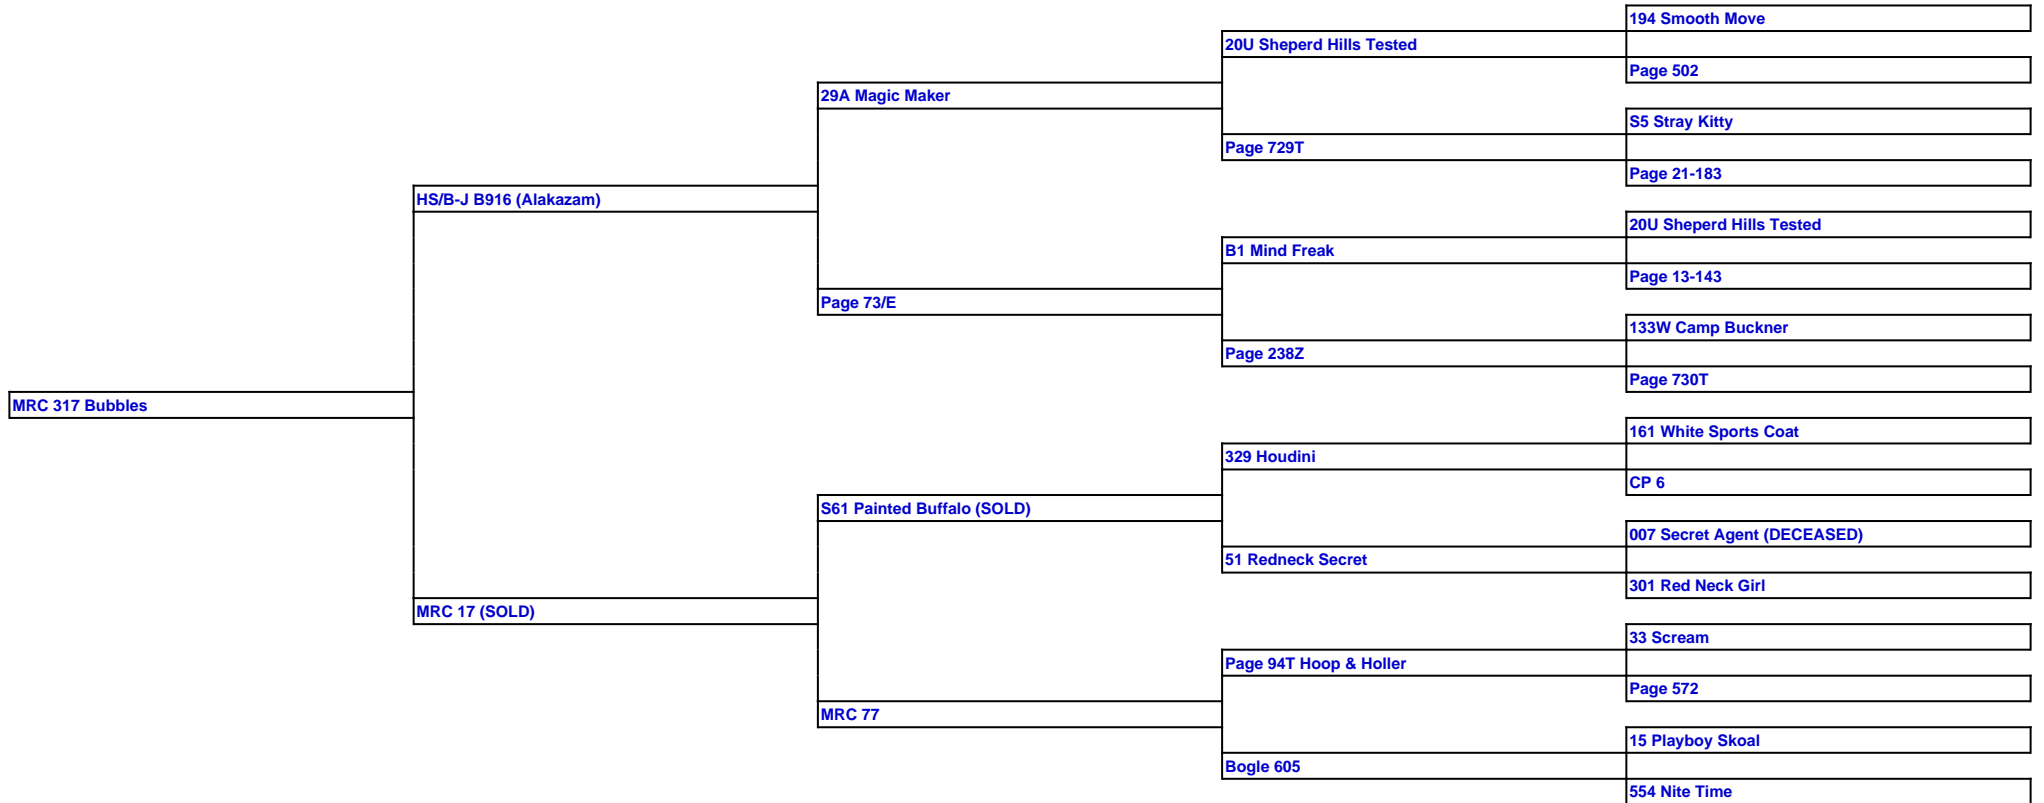 194 Smooth Move
20U Sheperd Hills Tested
Page 502
29A Magic Maker
S5 Stray Kitty
Page 729T
Page 21-183
HS/B-J B916 (Alakazam)
20U Sheperd Hills Tested
B1 Mind Freak
Page 13-143
Page 73/E
133W Camp Buckner
Page 238Z
Page 730T
MRC 317 Bubbles
161 White Sports Coat
329 Houdini
CP 6
S61 Painted Buffalo (SOLD)
007 Secret Agent (DECEASED)
51 Redneck Secret
301 Red Neck Girl
MRC 17 (SOLD)
33 Scream
Page 94T Hoop & Holler
Page 572
MRC 77
15 Playboy Skoal
Bogle 605
554 Nite Time